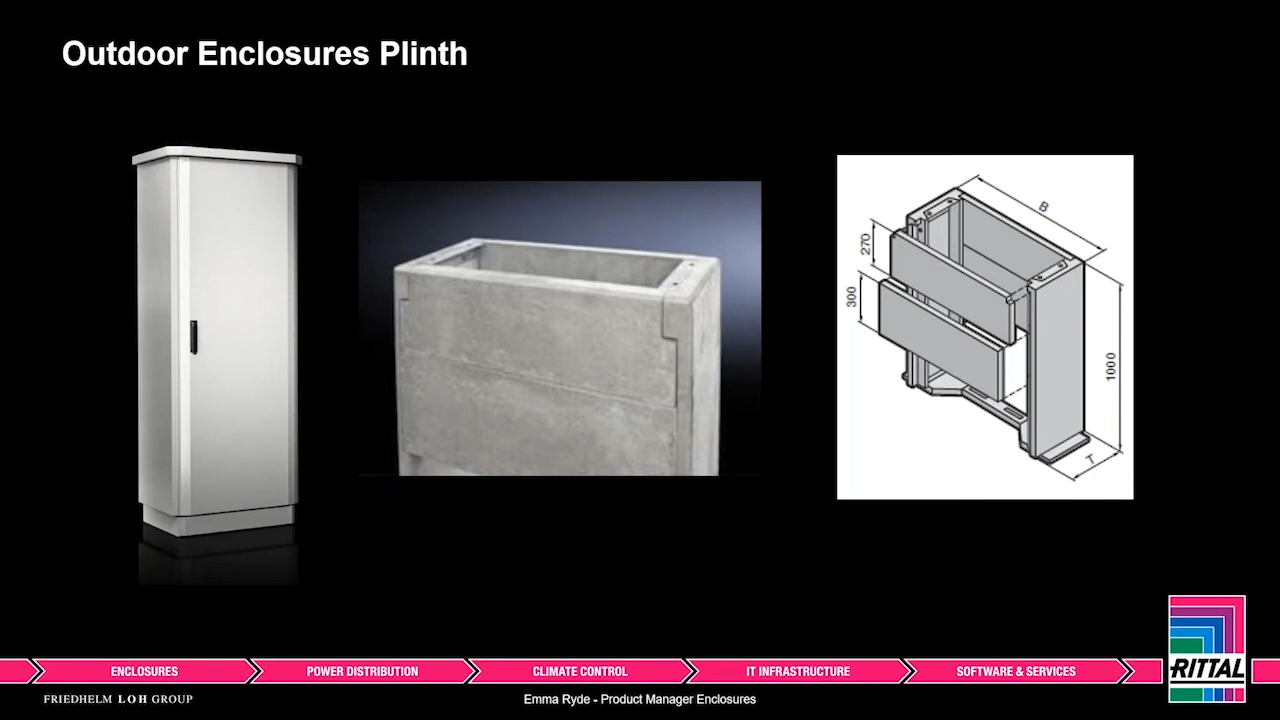 Outdoor Enclosures Plinth
B
270
300
1000
T
ENCLOSURES
POWER DISTRIBUTION
CLIMATE CONTROL
IT INFRASTRUCTURE
SOFTWARE & SERVICES
RITTAL
FRIEDHELM LOH GROUP
Emma Ryde - Product Manager Enclosures